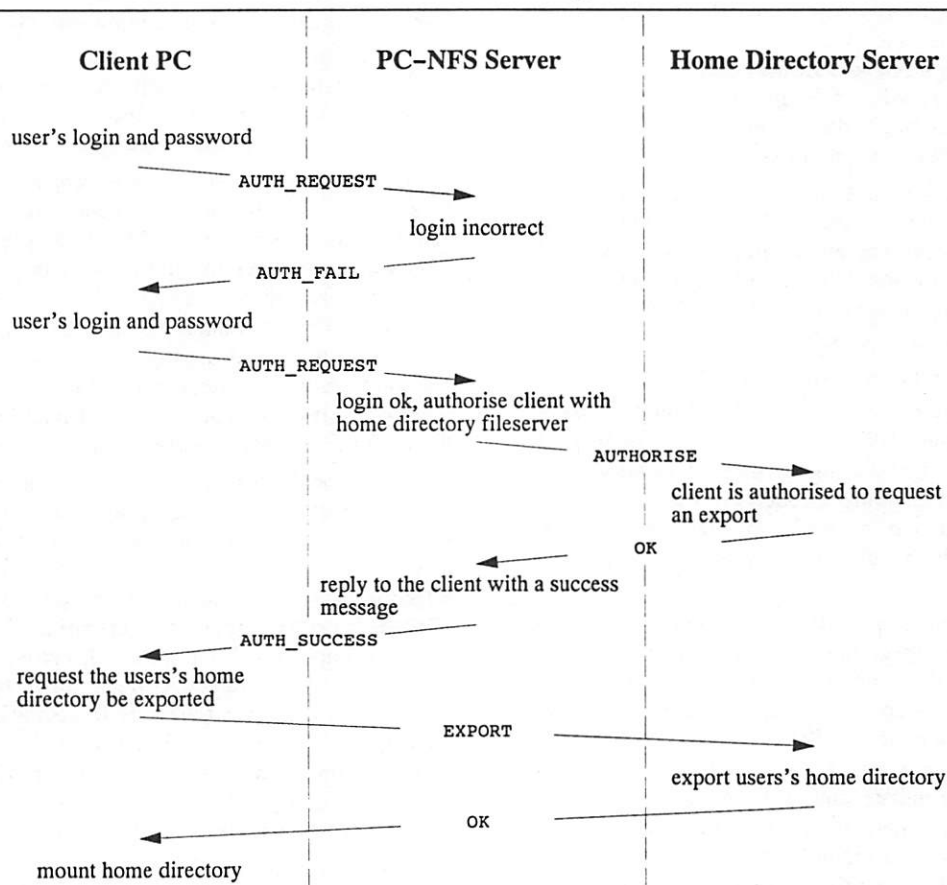 Client PC
PC-NFS Server
Home Directory Server
user's login and password
AUTH_REQUEST
login incorrect
AUTH_FAIL
user's login and password
AUTH_REQUEST
login ok, authorise client with
home directory fileserver
AUTHORISE
client is authorised to request
an export
OK
reply to the client with a success
message
AUTH_SUCCESS
request the users's home
directory be exported
EXPORT
export users's home directory
OK
mount home directory